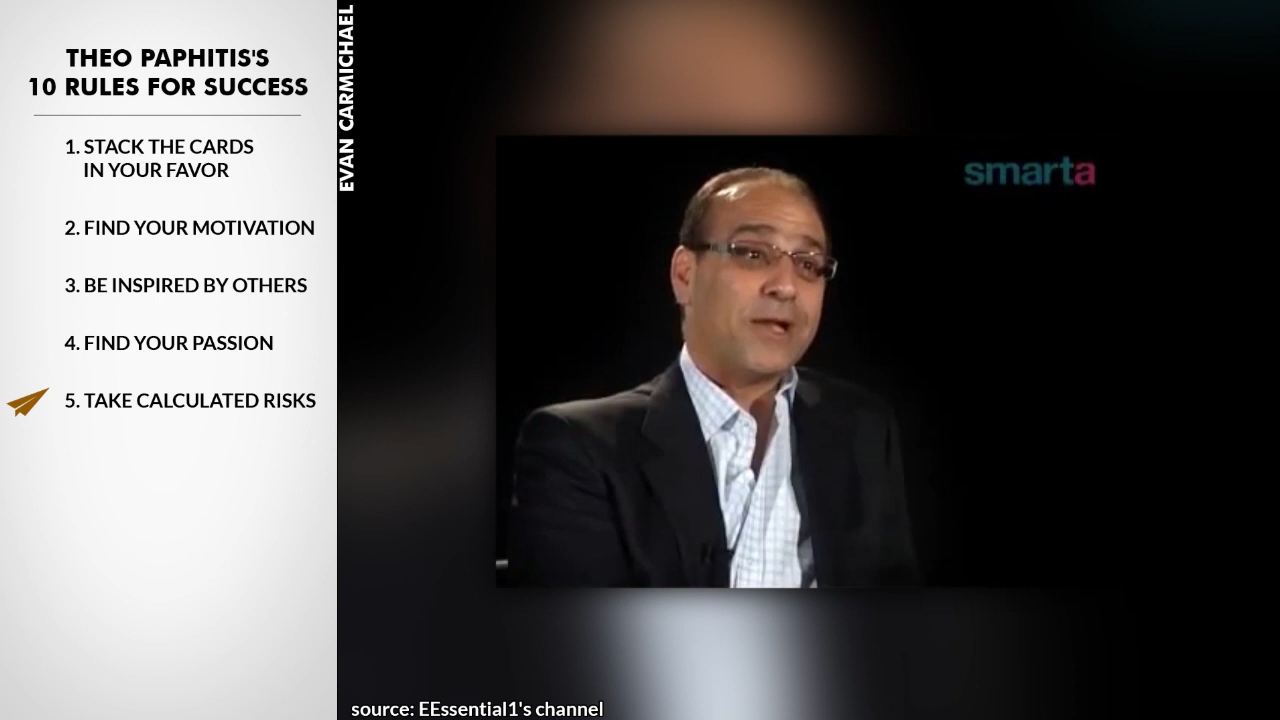 THEO PAPHITIS'S
10 RULES FOR SUCCESS
1. STACK THE CARDS
IN YOUR FAVOR
2. FIND YOUR MOTIVATION
3. BE INSPIRED BY OTHERS
4. FIND YOUR PASSION
5. TAKE CALCULATED RISKS
EVAN CARMICHAEL
smarta
source: EEssential1's channel